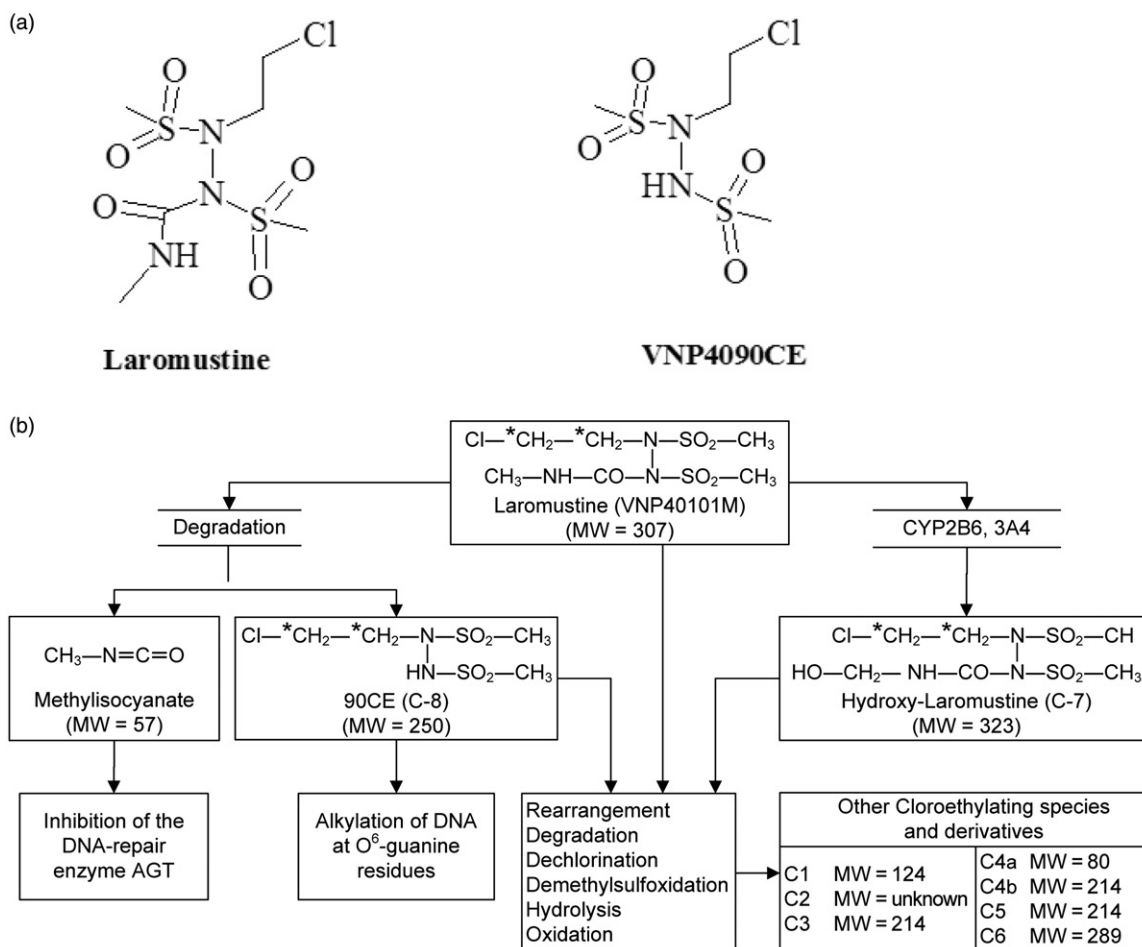 (a)
Cl
O
S
O
N
N
O
S
O
O
NH
Laromustine
Cl
O
S
O
N
HN
O
S
O
VNP4090CE
(b)
Cl—*CH₂—*CH₂—N—SO₂—CH₃
CH₃—NH—CO—N—SO₂—CH₃
Laromustine (VNP40101M)
(MW = 307)
Degradation
CYP2B6, 3A4
CH₃—N=C=O
Methylisocyanate
(MW = 57)
Cl—*CH₂—*CH₂—N—SO₂—CH₃
HN—SO₂—CH₃
90CE (C-8)
(MW = 250)
Cl—*CH₂—*CH₂—N—SO₂—CH
HO—CH₂—NH—CO—N—SO₂—CH₃
Hydroxy-Laromustine (C-7)
(MW = 323)
Inhibition of the
DNA-repair
enzyme AGT
Alkylation of DNA
at O⁶-guanine
residues
Rearrangement
Degradation
Dechlorination
Demethylsulfoxidation
Hydrolysis
Oxidation
Other Cloroethylating species
and derivatives
C1 MW = 124
C2 MW = unknown
C3 MW = 214
C4a MW = 80
C4b MW = 214
C5 MW = 214
C6 MW = 289